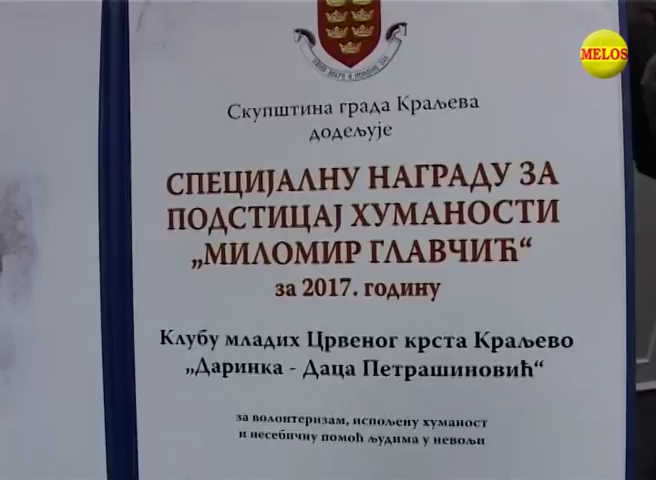 MELOS
Скупштина града Краљева
додељује
СПЕЦИЈАЛНУ НАГРАДУ ЗА
ПОДСТИЦАЈ ХУМАНОСТИ
„МИЛОМИР ГЛАВЧИЋ“
за 2017. годину
Клубу младих Црвеног крста Краљево
„Даринка - Даца Петрашиновић“
за волонтеризам, испољену хуманост
и несебичну помоћ људима у невољи